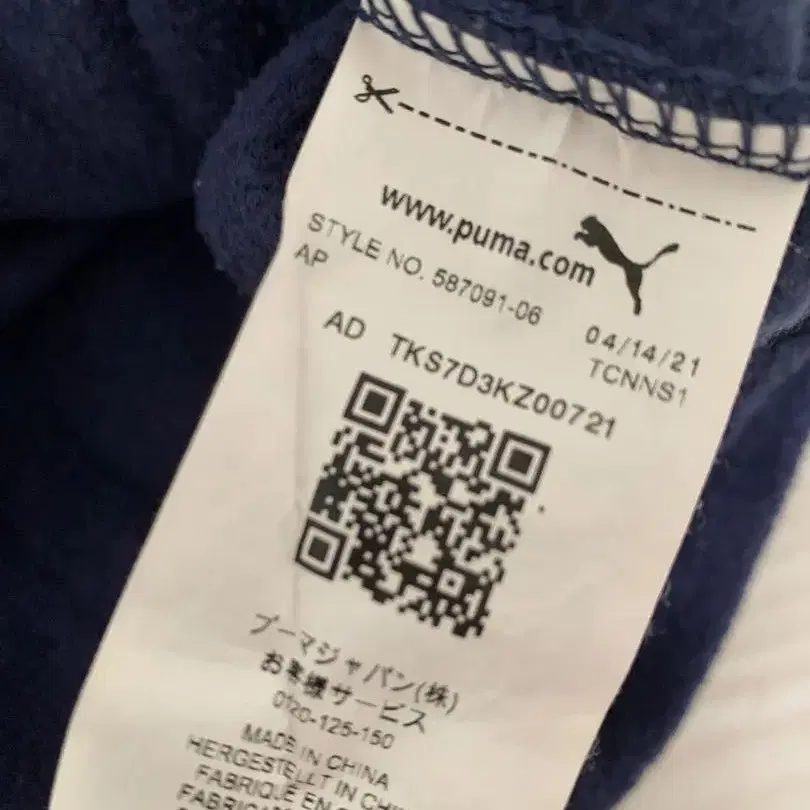 www.puma.com
STYLE NO. 587091-06
AP
04/14/21
TCNNS1
AD TKS7D3KZ00721
プーマジャパン(株)
お客様サービス
0120-125-150
MADE IN CHINA
HERGESTELLT IN
FABRIQUÉ EN